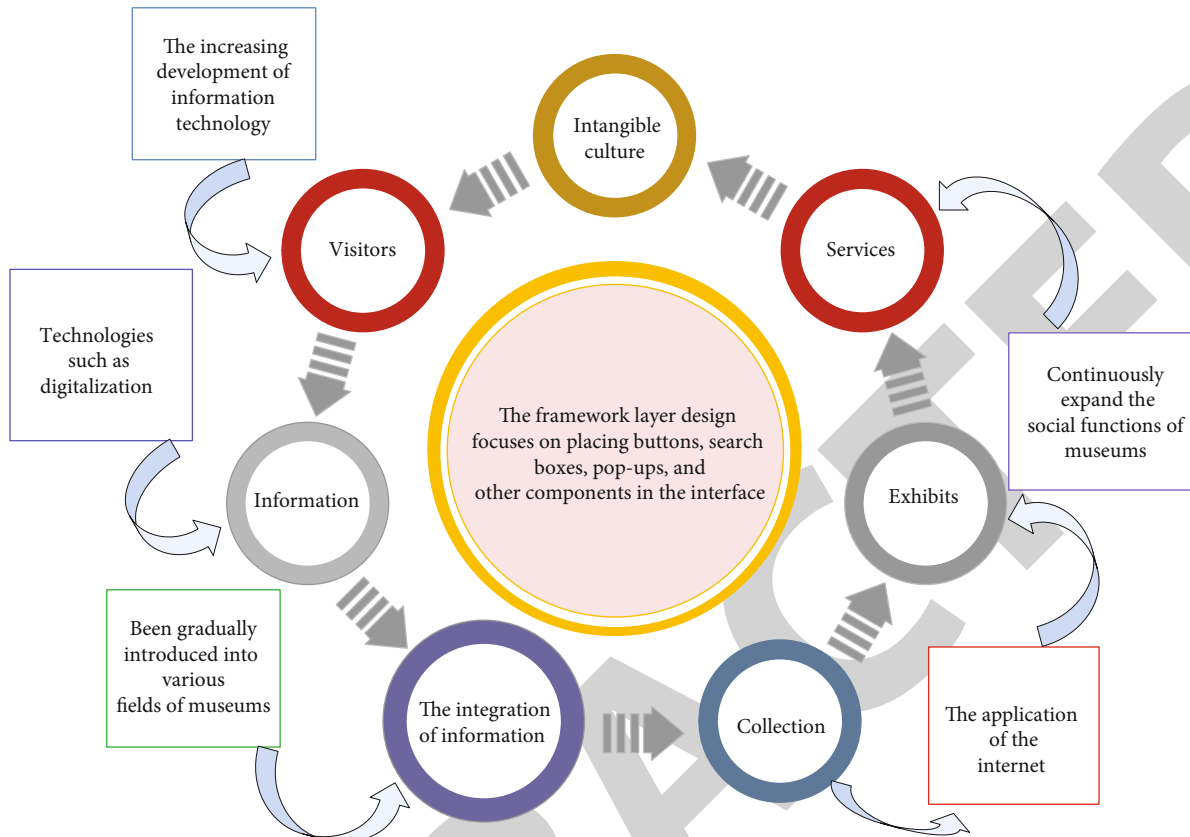 The increasing
development of
information
technology
Intangible
culture
Visitors
Services
Technologies
such as
digitalization
Continuously
expand the
social functions of
museums
The framework layer design
focuses on placing buttons, search
boxes, pop-ups, and
other components in the interface
Information
Exhibits
Been gradually
introduced into
various
fields of museums
The integration
of information
Collection
The application
of the
internet